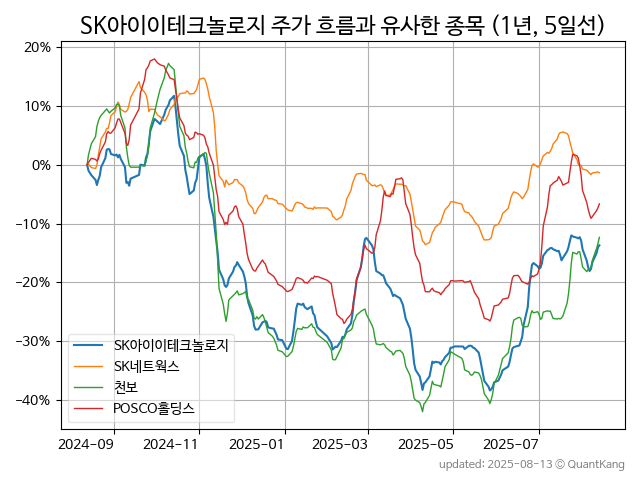 SK아이이테크놀로지 주가 흐름과 유사한 종목 (1년, 5일선)
20%
10%
0%
−10%
−20%
−30%
−40%
SK아이이테크놀로지
SK네트웍스
천보
POSCO홀딩스
2024-09
2024-11
2025-01
2025-03
2025-05
2025-07
updated: 2025-08-13 © QuantKang